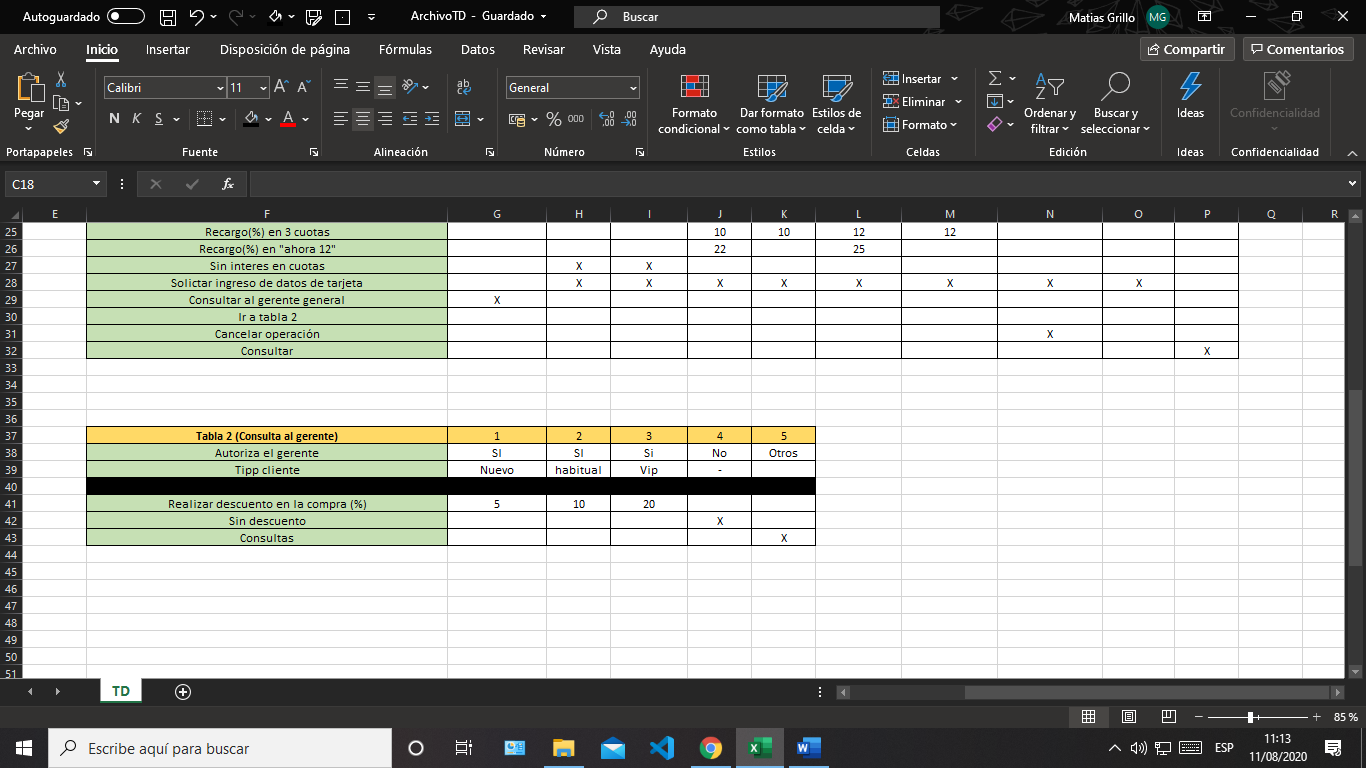 Autoguardado ArchivoTD - Guardado Buscar Matias Grillo MG
Archivo Inicio Insertar Disposición de página Fórmulas Datos Revisar Vista Ayuda Compartir Comentarios
Pegar Calibri 11 A A ab General Insertar
N K S A % 000 Formato condicional Dar formato como tabla Estilos de celda Eliminar Formato Ordenar y filtrar Buscar y seleccionar Ideas Confidencialidad
Portapapeles Fuente Alineación Número Estilos Celdas Edición Ideas Confidencialidad
C18 fx
E F G H I J K L M N O P Q R
25 Recargo(%) en 3 cuotas 10 10 12 12
26 Recargo(%) en "ahora 12" 22 25
27 Sin interes en cuotas X X
28 Solictar ingreso de datos de tarjeta X X X X X X X X
29 Consultar al gerente general X
30 Ir a tabla 2
31 Cancelar operación X
32 Consultar X
33
34
35
36
37 Tabla 2 (Consulta al gerente) 1 2 3 4 5
38 Autoriza el gerente SI SI Si No Otros
39 Tipp cliente Nuevo habitual Vip -
40
41 Realizar descuento en la compra (%) 5 10 20
42 Sin descuento X
43 Consultas X
44
45
46
47
48
49
50
51
TD
85 %
Escribe aquí para buscar ESP 11:13
11/08/2020